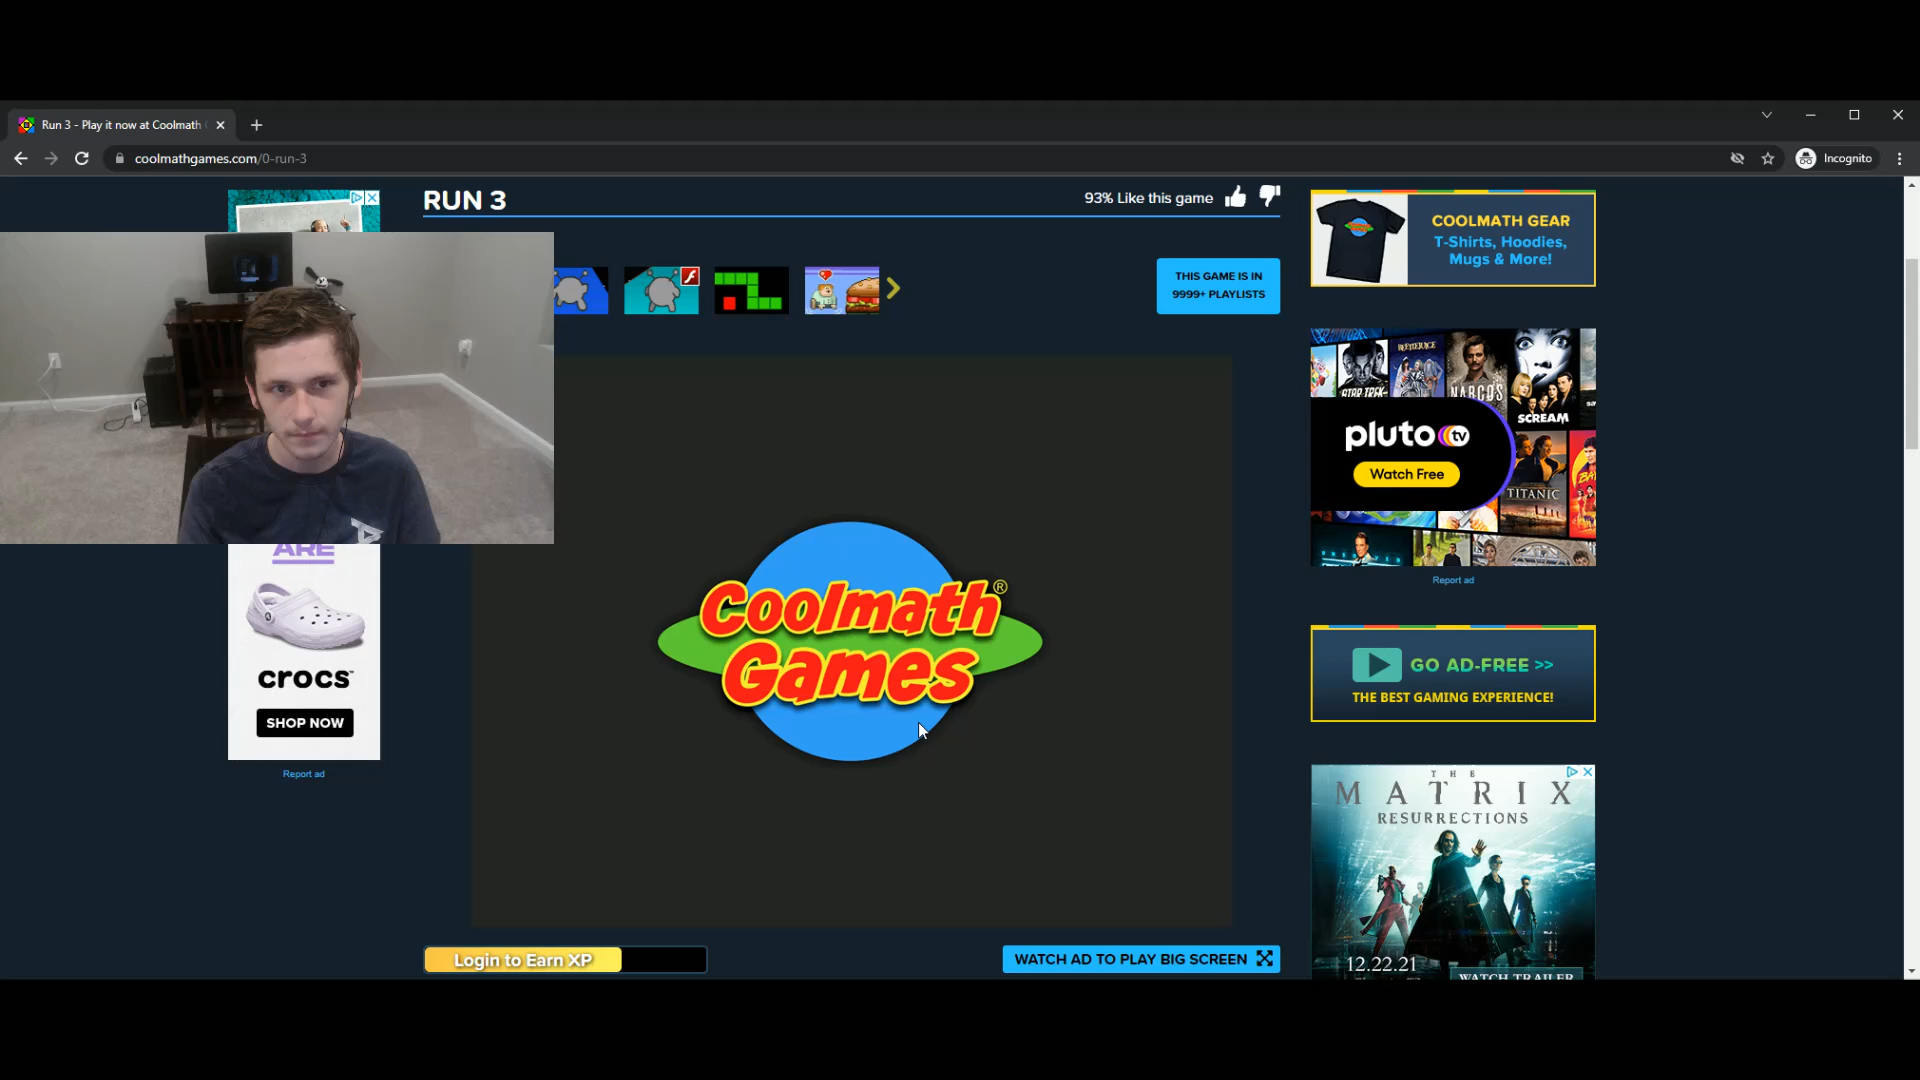 Run 3 - Play it now at Coolmath
coolmathgames.com/0-run-3
Incognito
RUN 3
93% Like this game
THIS GAME IS IN
9999+ PLAYLISTS
COOLMATH GEAR
T-Shirts, Hoodies,
Mugs & More!
STAR TREK
BEETLEJUICE
NARCOS
SCREAM
pluto tv
Watch Free
TITANIC
Report ad
ARE
crocs™
SHOP NOW
Report ad
Coolmath®
Games
GO AD-FREE >>
THE BEST GAMING EXPERIENCE!
THE
MATRIX
RESURRECTIONS
12.22.21
WATCH TRAILER
Login to Earn XP
WATCH AD TO PLAY BIG SCREEN